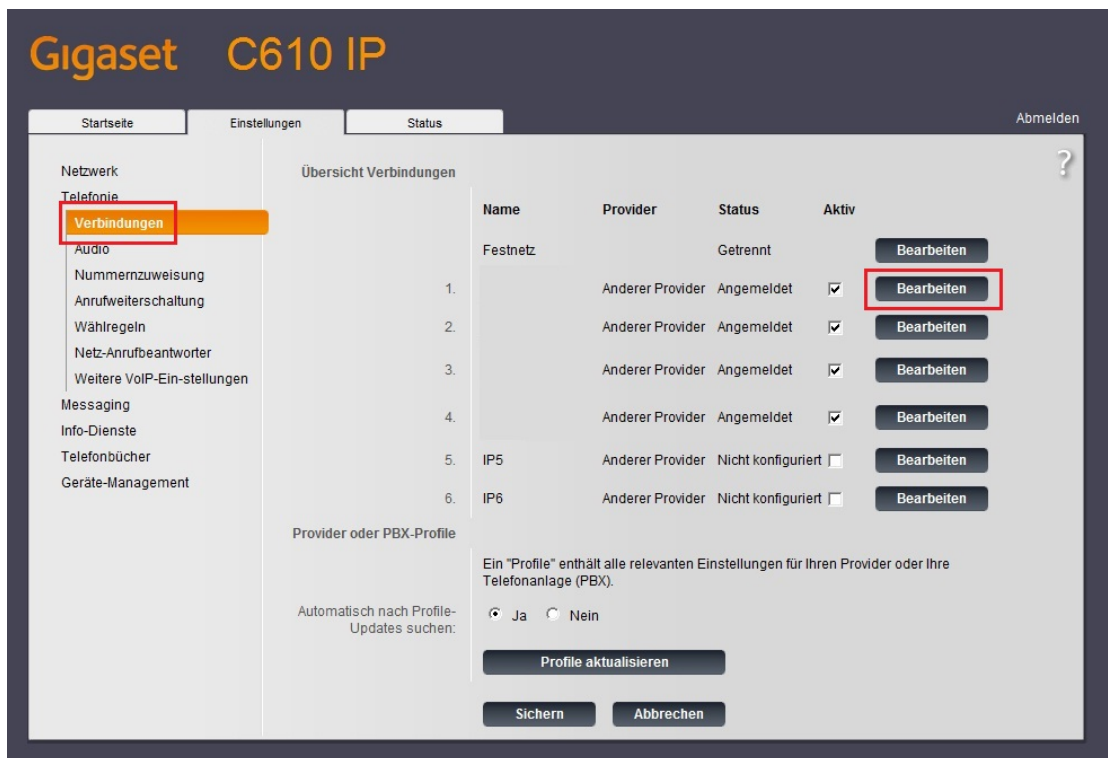 Gigaset C610 IP
Startseite Einstellungen Status Abmelden
Netzwerk
Telefonie
Verbindungen
Audio
Nummernzuweisung
Anrufweiterschaltung
Wählregeln
Netz-Anrufbeantworter
Weitere VoIP-Ein-stellungen
Messaging
Info-Dienste
Telefonbücher
Geräte-Management
?
Übersicht Verbindungen
Name Provider Status Aktiv
Festnetz Getrennt Bearbeiten
1. Anderer Provider Angemeldet Bearbeiten
2. Anderer Provider Angemeldet Bearbeiten
3. Anderer Provider Angemeldet Bearbeiten
4. Anderer Provider Angemeldet Bearbeiten
5. IP5 Anderer Provider Nicht konfiguriert Bearbeiten
6. IP6 Anderer Provider Nicht konfiguriert Bearbeiten
Provider oder PBX-Profile
Ein "Profile" enthält alle relevanten Einstellungen für Ihren Provider oder Ihre
Telefonanlage (PBX).
Automatisch nach Profile-
Updates suchen:
Ja Nein
Profile aktualisieren
Sichern Abbrechen